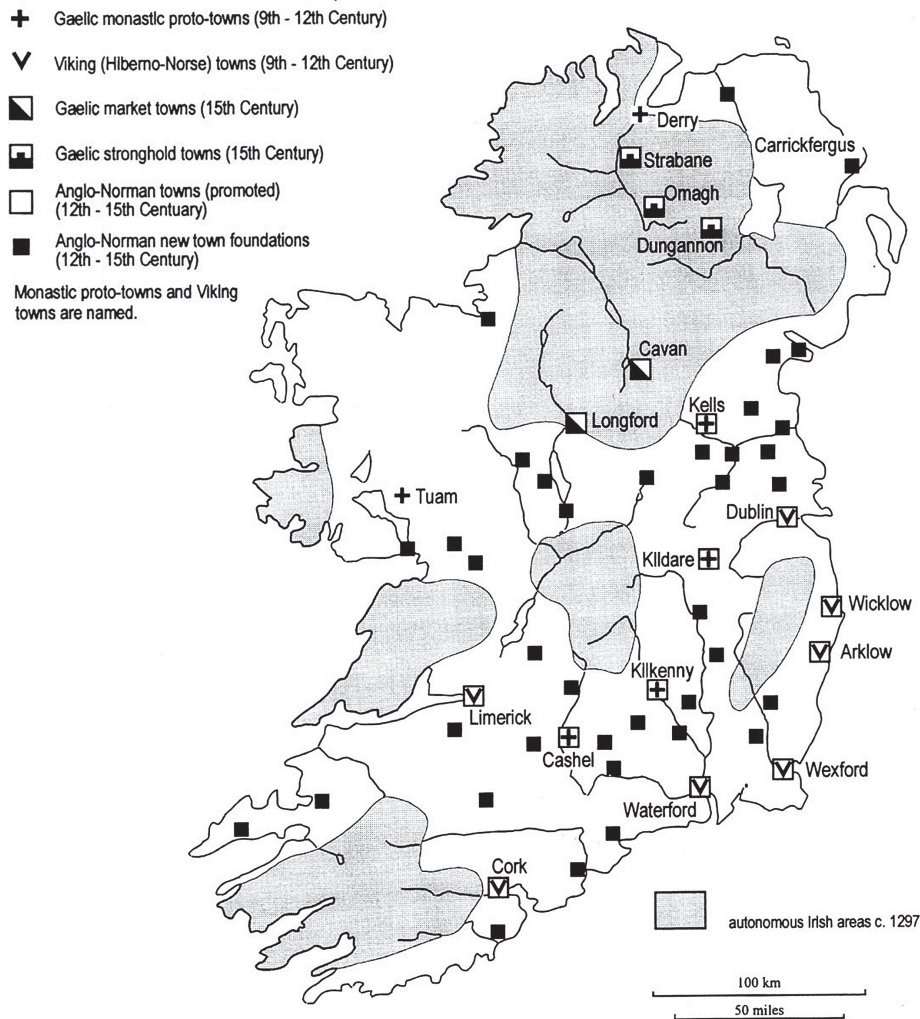 Gaelic monastic proto-towns (9th - 12th Century)
Viking (Hiberno-Norse) towns (9th - 12th Century)
Gaelic market towns (15th Century)
Gaelic stronghold towns (15th Century)
Anglo-Norman towns (promoted)
(12th - 15th Centuary)
Anglo-Norman new town foundations
(12th - 15th Century)
Monastic proto-towns and Viking
towns are named.
Derry
Strabane
Carrickfergus
Omagh
Dungannon
Cavan
Kells
Longford
Tuam
Dublin
Kildare
Wicklow
Arklow
Kilkenny
Limerick
Cashel
Wexford
Waterford
Cork
autonomous Irish areas c. 1297
100 km
50 miles